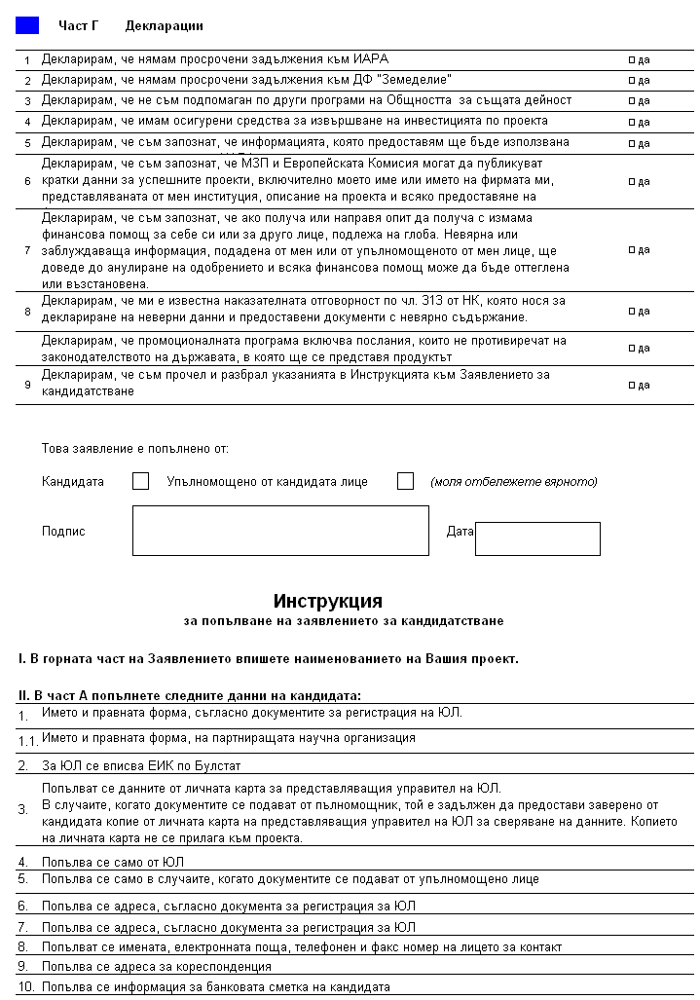 Част Г Декларации
1 Декларирам, че нямам просрочени задължения към ИАРА да
2 Декларирам, че нямам просрочени задължения към ДФ "Земеделие" да
3 Декларирам, че не съм подпомаган по други програми на Общността за същата дейност да
4 Декларирам, че имам осигурени средства за извършване на инвестицията по проекта да
5 Декларирам, че съм запознат, че информацията, която предоставям ще бъде използвана да
Декларирам, че съм запознат, че МЗП и Европейската Комисия могат да публикуват
6 кратки данни за успешните проекти, включително моето име или името на фирмата ми, да
представляваната от мен институция, описание на проекта и всяко предоставяне на
Декларирам, че съм запознат, че ако получа или направя опит да получа с измама
финансова помощ за себе си или за друго лице, подлежа на глоба. Невярна или
7 заблуждаваща информация, подадена от мен или от упълномощеното от мен лице, ще да
доведе до анулиране на одобрението и всяка финансова помощ може да бъде оттеглена
или възстановена.
8 Декларирам, че ми е известна наказателната отговорност по чл. 313 от НК, която нося за да
деклариране на неверни данни и предоставени документи с невярно съдържание.
Декларирам, че промоционалната програма включва послания, които не противиречат на да
законодателството на държавата, в която ще се представя продуктът
9 Декларирам, че съм прочел и разбрал указанията в Инструкцията към Заявлението за да
кандидатстване
Това заявление е попълнено от:
Кандидата Упълномощено от кандидата лице (моля отбележете вярното)
Подпис Дата
Инструкция
за попълване на заявлението за кандидатстване
I. В горната част на Заявлението впишете наименованието на Вашия проект.
II. В част А попълнете следните данни на кандидата:
1. Името и правната форма, съгласно документите за регистрация на ЮЛ.
1.1. Името и правната форма, на партниращата научна организация
2. За ЮЛ се вписва ЕИК по Булстат
Попълват се данните от личната карта за представляващия управител на ЮЛ.
3. В случаите, когато документите се подават от пълномощник, той е задължен да предостави заверено от
кандидата копие от личната карта на представляващия управител на ЮЛ за сверяване на данните. Копието
на личната карта не се прилага към проекта.
4. Попълва се само от ЮЛ
5. Попълва се само в случаите, когато документите се подават от упълномощено лице
6. Попълва се адреса, съгласно документа за регистрация за ЮЛ
7. Попълва се адреса, съгласно документа за регистрация за ЮЛ
8. Попълват се имената, електронната поща, телефонен и факс номер на лицето за контакт
9. Попълва се адреса за кореспонденция
10. Попълва се информация за банковата сметка на кандидата